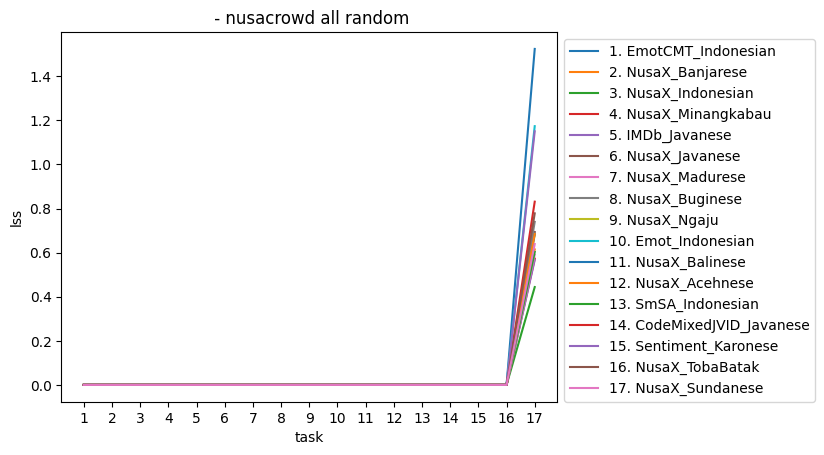 - nusacrowd all random
lss
1.4
1.2
1.0
0.8
0.6
0.4
0.2
0.0
1 2 3 4 5 6 7 8 9 10 11 12 13 14 15 16 17
task
1. EmotCMT_Indonesian
2. NusaX_Banjarese
3. NusaX_Indonesian
4. NusaX_Minangkabau
5. IMDb_Javanese
6. NusaX_Javanese
7. NusaX_Madurese
8. NusaX_Buginese
9. NusaX_Ngaju
10. Emot_Indonesian
11. NusaX_Balinese
12. NusaX_Acehnese
13. SmSA_Indonesian
14. CodeMixedJVID_Javanese
15. Sentiment_Karonese
16. NusaX_TobaBatak
17. NusaX_Sundanese